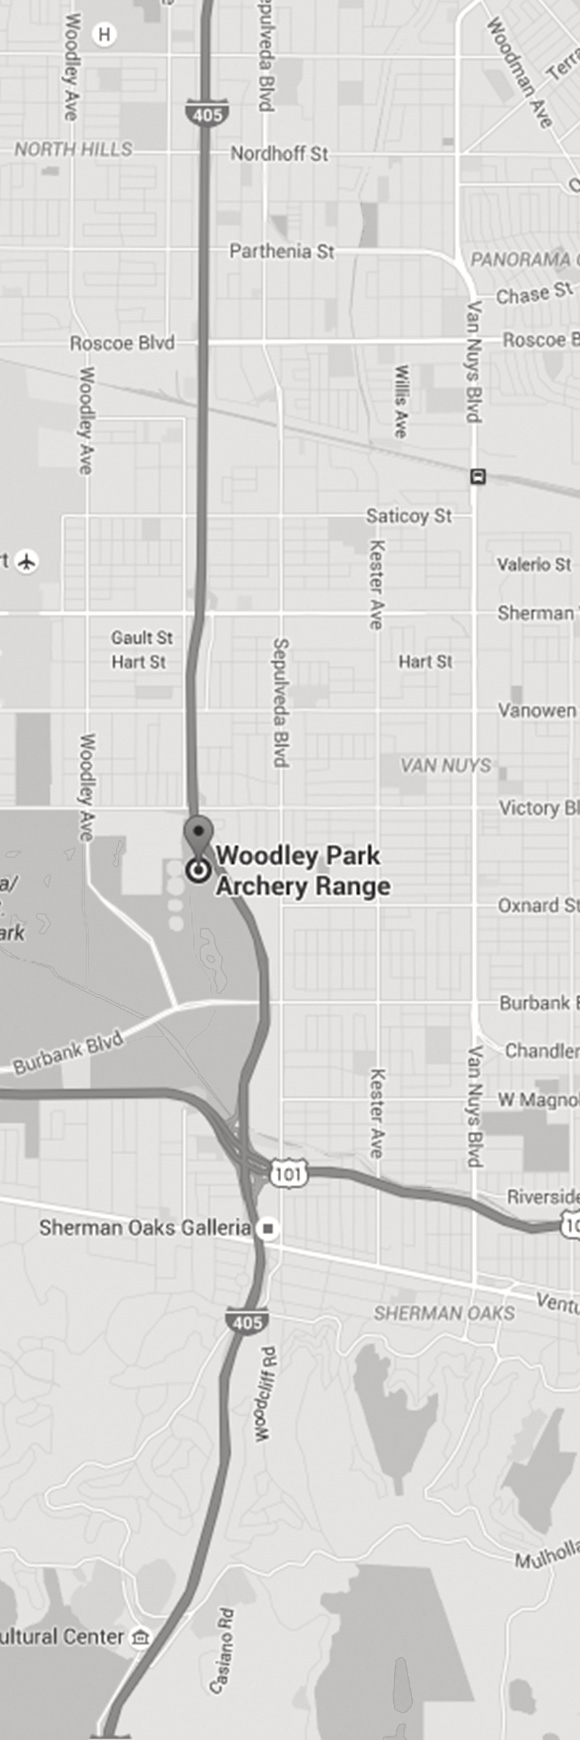 Woodley Ave
H
Sepulveda Blvd
Woodman Ave
405
NORTH HILLS
Nordhoff St
Parthenia St
PANORAMA
Chase St
Roscoe Blvd
Van Nuys Blvd
Roscoe B
Woodley Ave
Willis Ave
Saticoy St
Kester Ave
Valerio St
Sherman
Gault St
Hart St
Hart St
Sepulveda Blvd
Vanowen
Woodley Ave
VAN NUYS
Victory Bl
Woodley Park
Archery Range
Oxnard St
ark
Burbank B
Burbank Blvd
Chandler
Van Nuys Blvd
Kester Ave
W Magnol
101
Riverside
10
Sherman Oaks Galleria
405
SHERMAN OAKS
Ventu
Woodcliff Rd
Mulholla
ultural Center
Casiano Rd